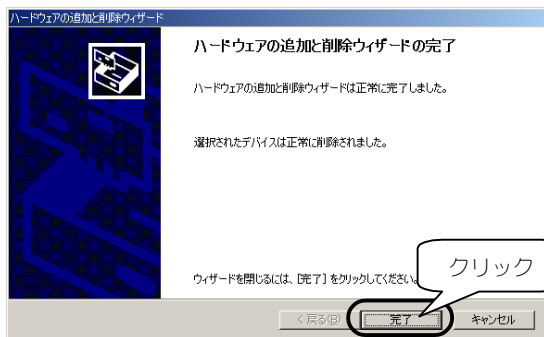 ハードウェアの追加と削除ウィザード
ハードウェアの追加と削除ウィザードの完了
ハードウェアの追加と削除ウィザードは正常に完了しました。
選択されたデバイスは正常に削除されました。
ウィザードを閉じるには、[完了] をクリックしてください。
クリック
< 戻る(B)
完了
キャンセル